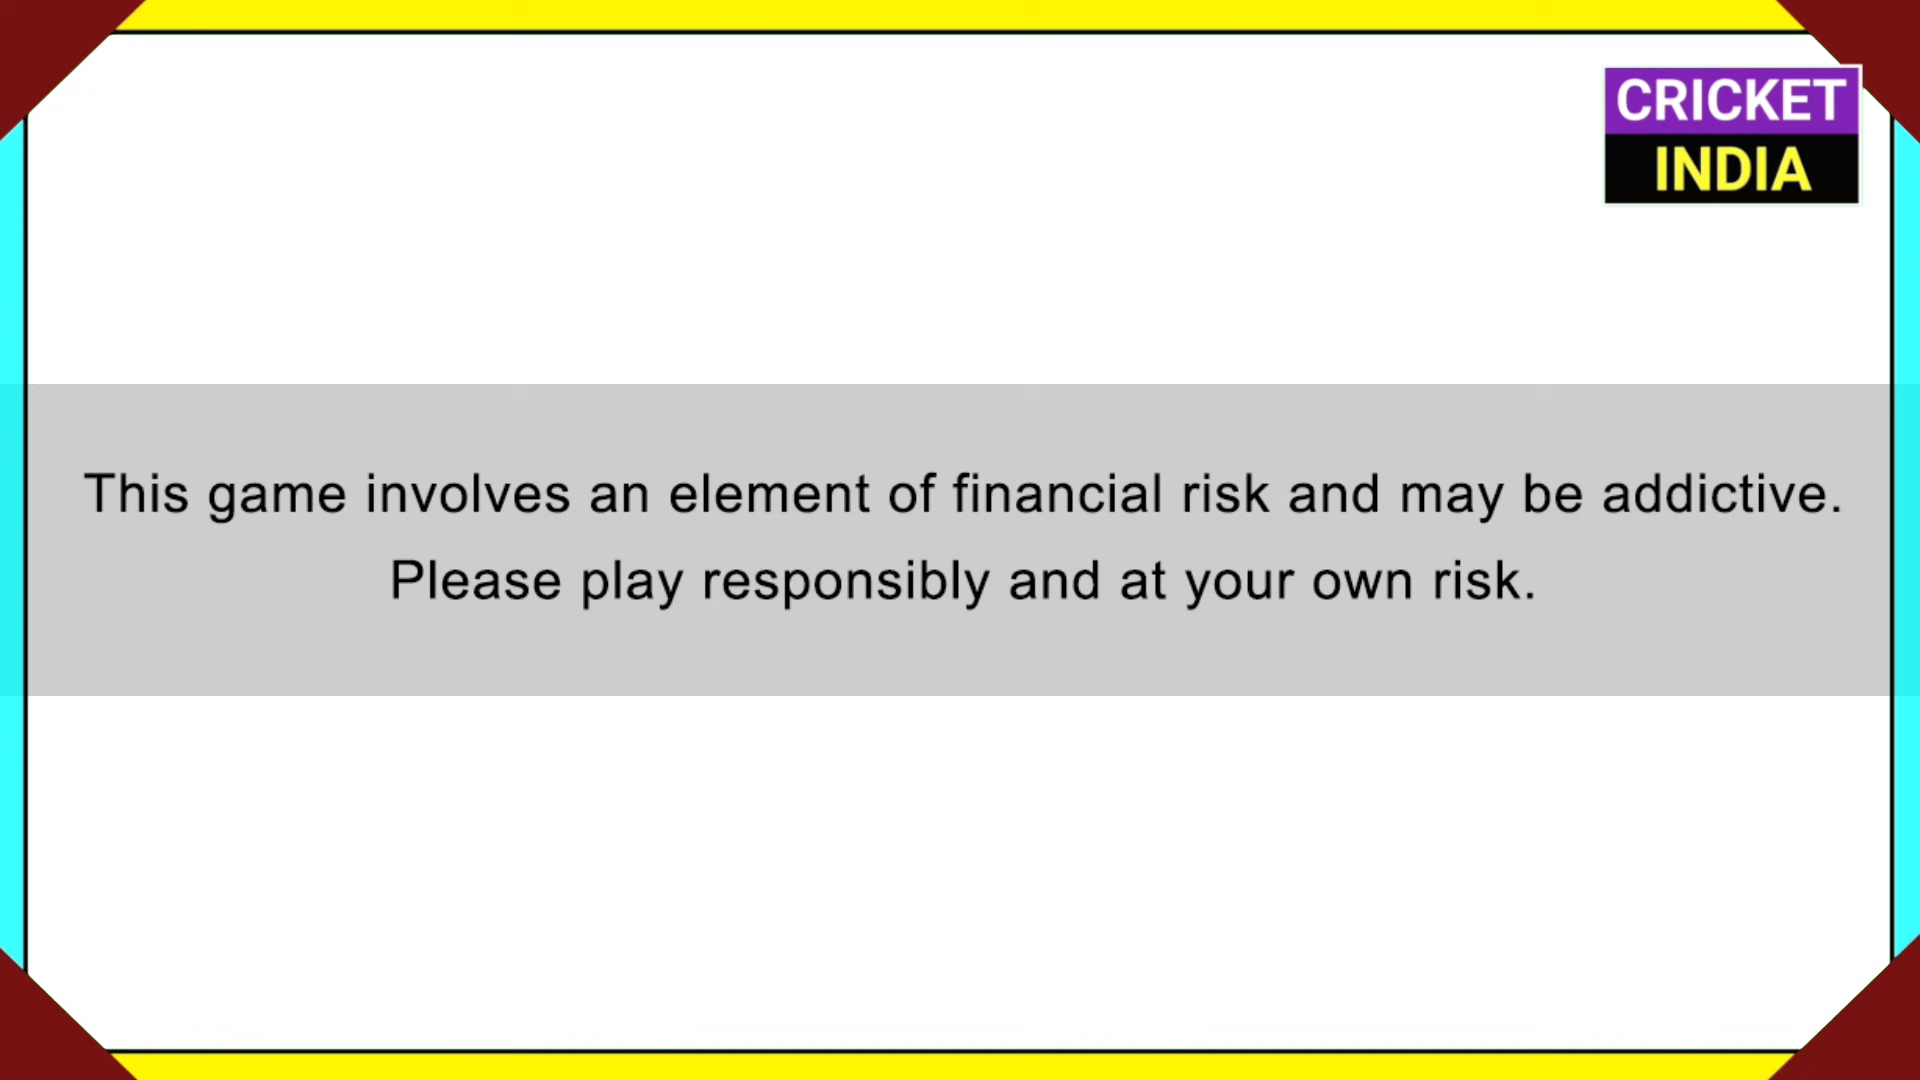 CRICKET
INDIA
This game involves an element of financial risk and may be addictive.
Please play responsibly and at your own risk.